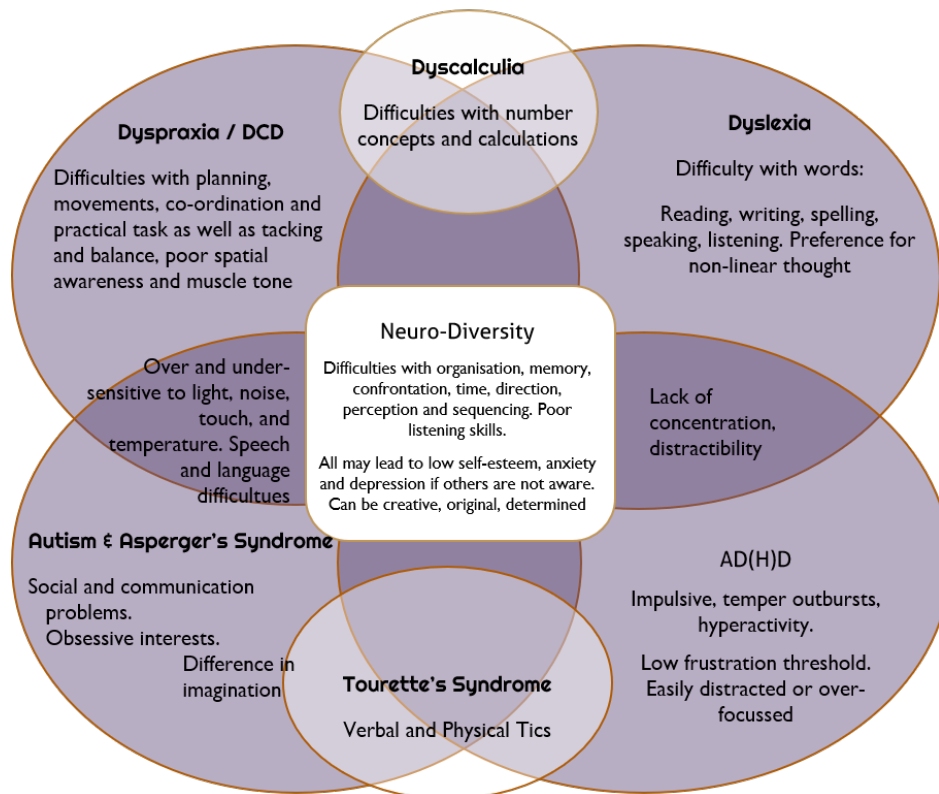 Dyscalculia
Difficulties with number
concepts and calculations
Dyspraxia / DCD
Difficulties with planning,
movements, co-ordination and
practical task as well as tacking
and balance, poor spatial
awareness and muscle tone
Dyslexia
Difficulty with words:
Reading, writing, spelling,
speaking, listening. Preference for
non-linear thought
Over and under-
sensitive to light, noise,
touch, and
temperature. Speech
and language
difficultues
Neuro-Diversity
Difficulties with organisation, memory,
confrontation, time, direction,
perception and sequencing. Poor
listening skills.
All may lead to low self-esteem, anxiety
and depression if others are not aware.
Can be creative, original, determined
Lack of
concentration,
distractibility
Autism & Asperger's Syndrome
Social and communication
problems.
Obsessive interests.
Difference in
imagination
Tourette's Syndrome
Verbal and Physical Tics
AD(H)D
Impulsive, temper outbursts,
hyperactivity.
Low frustration threshold.
Easily distracted or over-
focussed